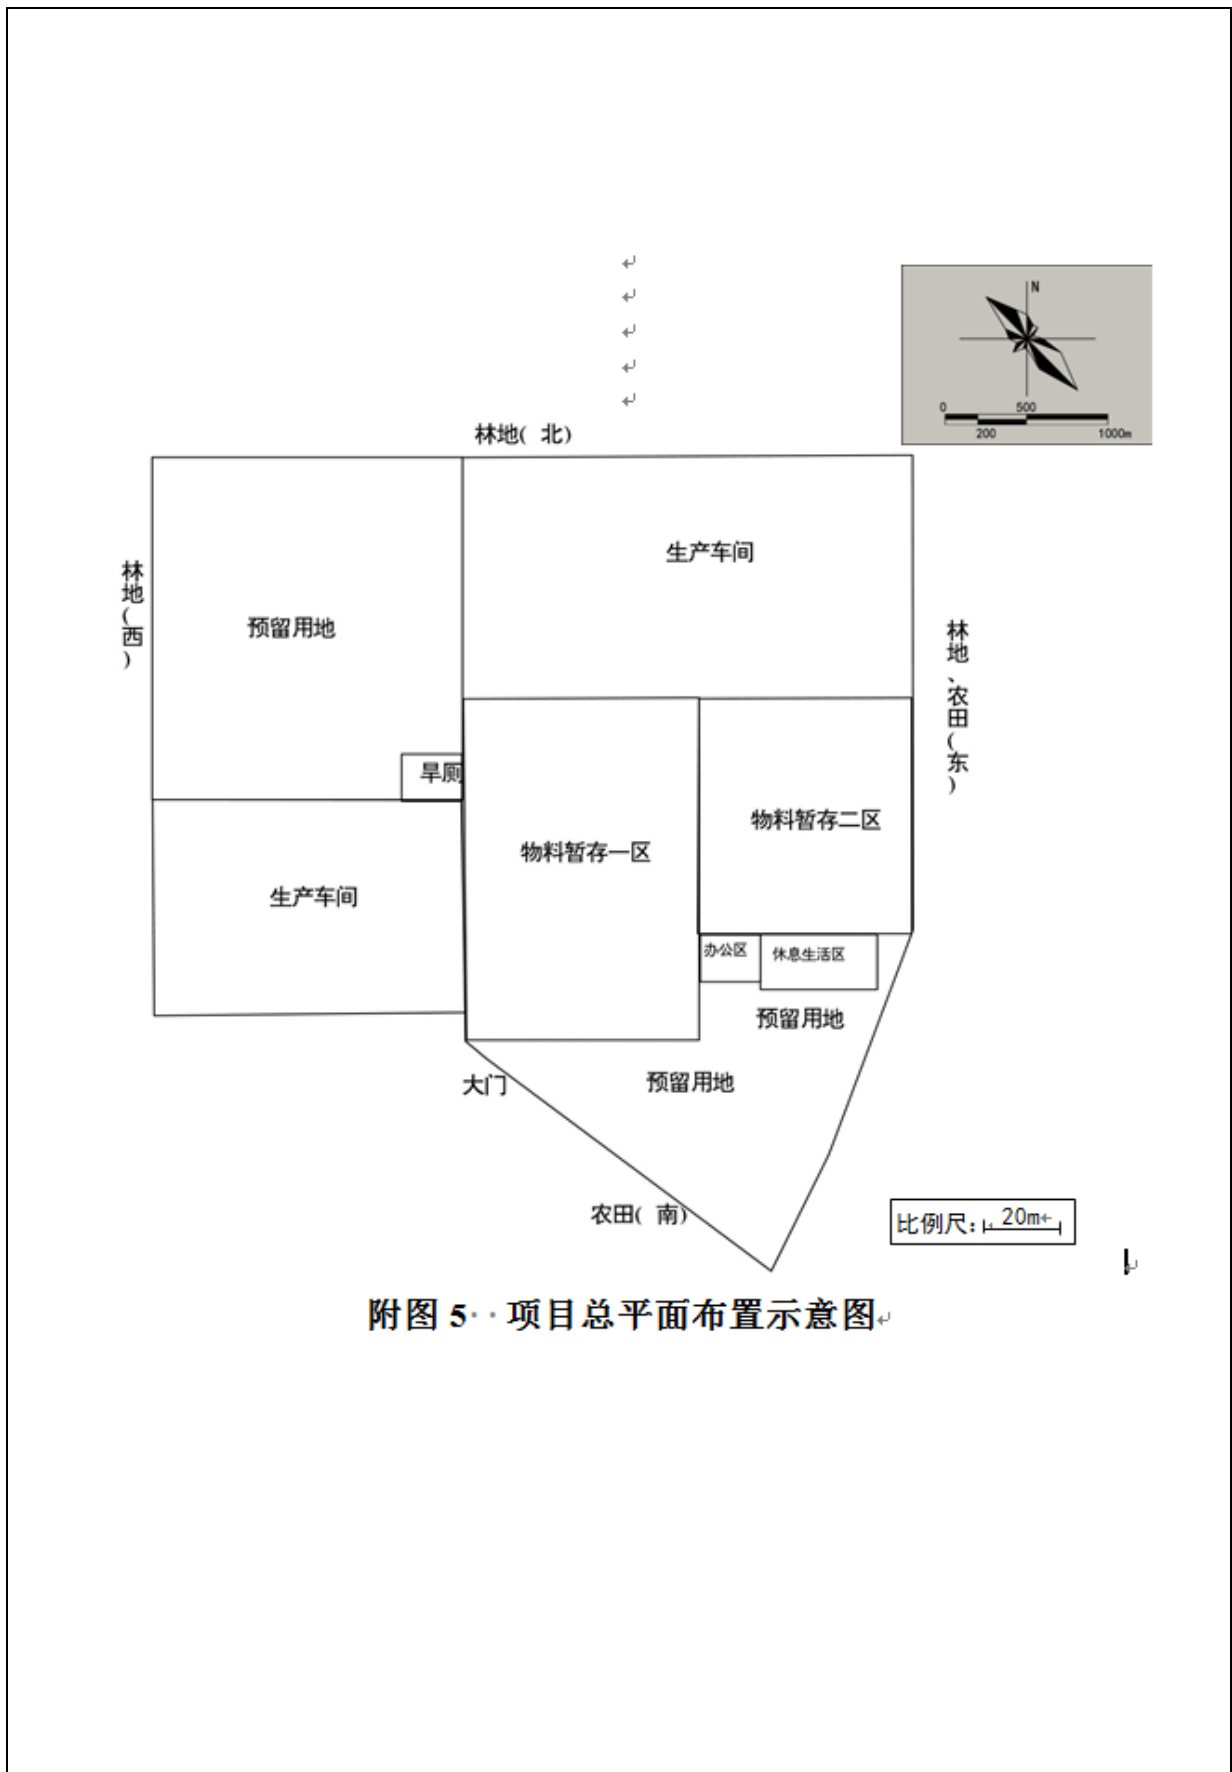 N
0 500
200 1000m
林地( 北)
生产车间
林地(西)
预留用地
林地、农田(东)
旱厕
物料暂存二区
物料暂存一区
生产车间
办公区
休息生活区
预留用地
预留用地
大门
农田( 南)
比例尺: 20m
附图 5 项目总平面布置示意图